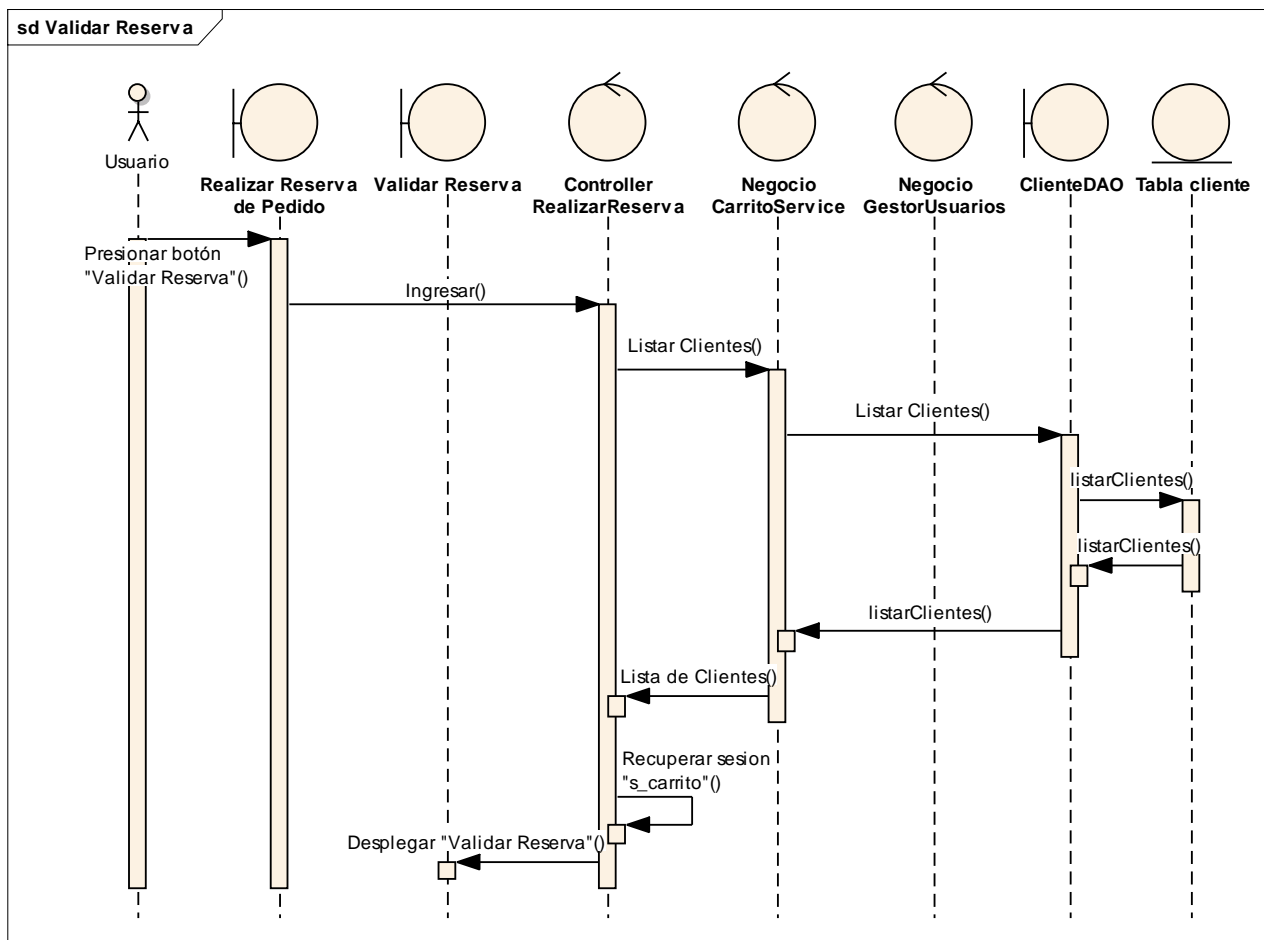 sd Validar Reserva
Usuario
Realizar Reserva
de Pedido
Validar Reserva
Controller
RealizarReserva
Negocio
CarritoService
Negocio
GestorUsuarios
ClienteDAO
Tabla cliente
Presionar botón
"Validar Reserva"()
Ingresar()
Listar Clientes()
Listar Clientes()
listarClientes()
listarClientes()
listarClientes()
Lista de Clientes()
Recuperar sesion
"s_carrito"()
Desplegar "Validar Reserva"()